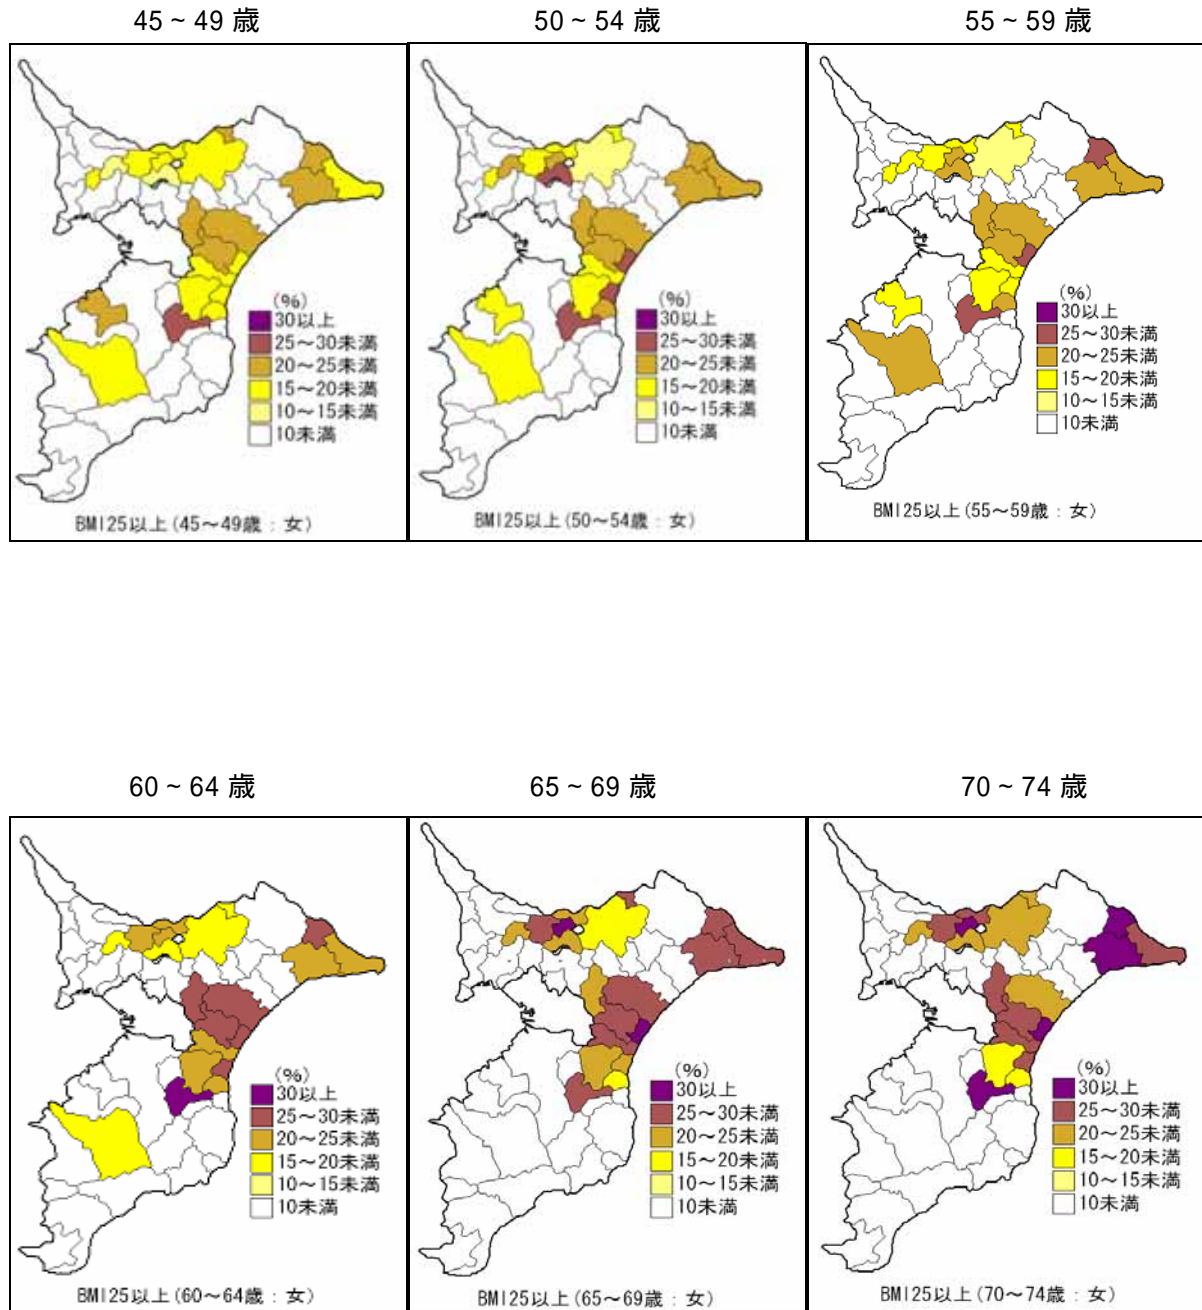 45 ~ 49 歳
50 ~ 54 歳
55 ~ 59 歳
(%)
30以上
25～30未満
20～25未満
15～20未満
10～15未満
10未満
BMI25以上(45～49歳：女)
(%)
30以上
25～30未満
20～25未満
15～20未満
10～15未満
10未満
BMI25以上(50～54歳：女)
(%)
30以上
25～30未満
20～25未満
15～20未満
10～15未満
10未満
BMI25以上(55～59歳：女)
60 ~ 64 歳
65 ~ 69 歳
70 ~ 74 歳
(%)
30以上
25～30未満
20～25未満
15～20未満
10～15未満
10未満
BMI25以上(60～64歳：女)
(%)
30以上
25～30未満
20～25未満
15～20未満
10～15未満
10未満
BMI25以上(65～69歳：女)
(%)
30以上
25～30未満
20～25未満
15～20未満
10～15未満
10未満
BMI25以上(70～74歳：女)